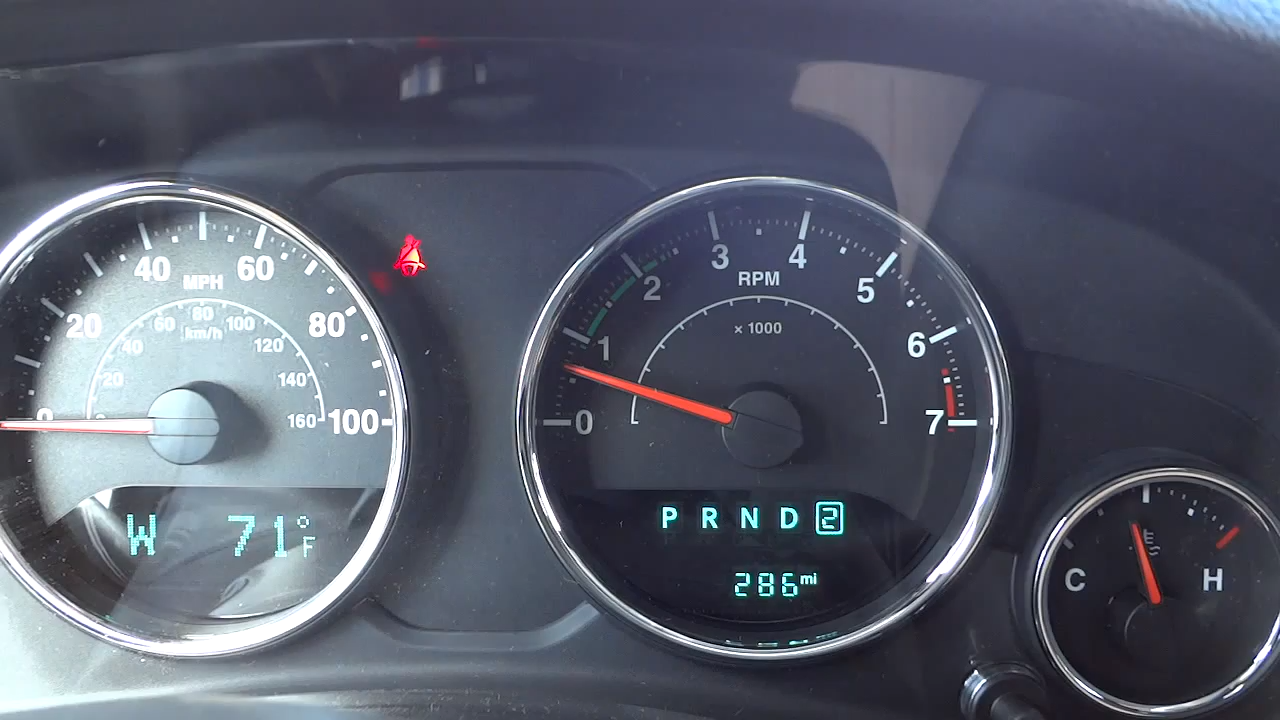 0 20 40 60 80 100
MPH
20 40 60 80 100 120 140 160
km/h
W 71°F
0 1 2 3 4 5 6 7
RPM
x 1000
P R N D 2
286 mi
C H